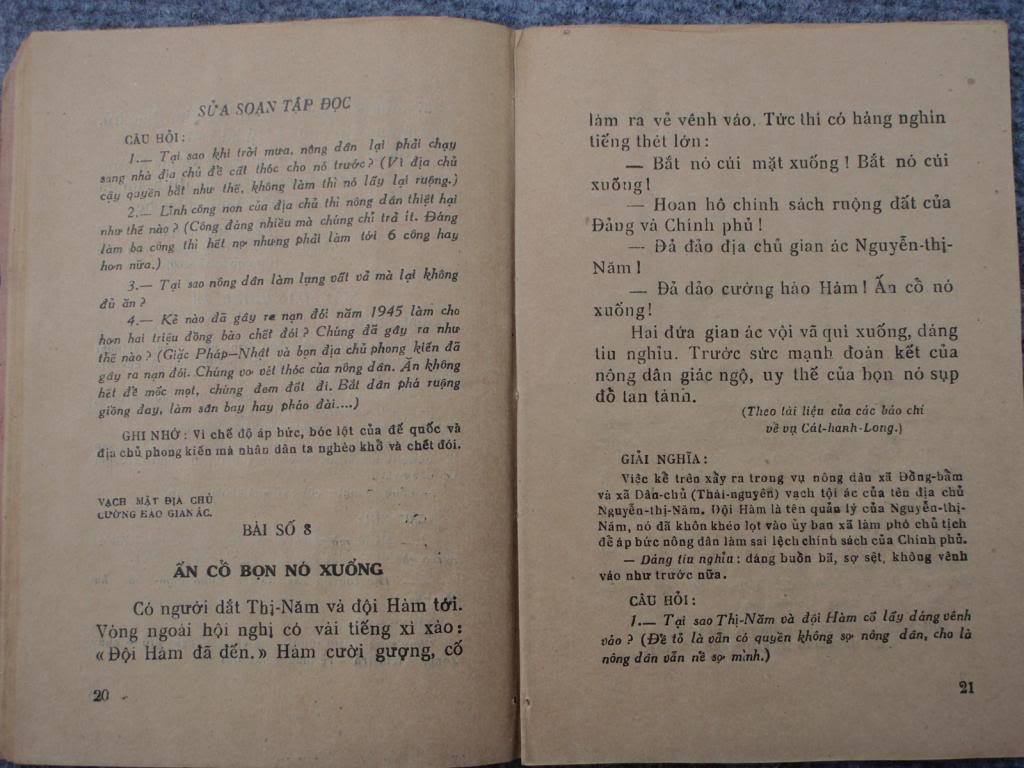 SỬA SOẠN TẬP ĐỌC
CÂU HỎI:
1.— Tại sao khi trời mưa, nông dân lại phải chạy
sang nhà địa chủ để cất thóc cho nó trước? (Vì địa chủ
cậy quyền bắt như thế, không làm thì nó lấy lại ruộng.)
2.— Lĩnh công non của địa chủ thì nông dân thiệt hại
như thế nào? (Công đáng nhiều mà chúng chỉ trả ít. Đáng
làm ba công thì hết nợ nhưng phải làm tới 6 công hay
hơn nữa.)
3.— Tại sao nông dân làm lụng vất vả mà lại không
đủ ăn?
4.— Kẻ nào đã gây ra nạn đói năm 1945 làm cho
hơn hai triệu đồng bào chết đói? Chúng đã gây ra như
thế nào? (Giặc Pháp—Nhật và bọn địa chủ phong kiến đã
gây ra nạn đói. Chúng vơ vét thóc của nông dân. Ăn không
hết để mốc mọt, chúng đem đốt đi. Bắt dân phá ruộng
giồng đay, làm sân bay hay pháo đài....)
GHI NHỚ: Vì chế độ áp bức, bóc lột của đế quốc và
địa chủ phong kiến mà nhân dân ta nghèo khổ và chết đói.
VẠCH MẶT ĐỊA CHỦ
CƯỜNG HÀO GIAN ÁC.
BÀI SỐ 8
ẤN CỔ BỌN NÓ XUỐNG
Có người dắt Thị-Năm và đội Hàm tới.
Vòng ngoài hội nghị có vài tiếng xì xào:
«Đội Hàm đã đến.» Hàm cười gượng, cố
20
làm ra vẻ vênh váo. Tức thì có hàng nghìn
tiếng thét lớn:
— Bắt nó cúi mặt xuống! Bắt nó cúi
xuống!
— Hoan hô chính sách ruộng đất của
Đảng và Chính phủ!
— Đả đảo địa chủ gian ác Nguyễn-thị-
Năm!
— Đả đảo cường hào Hàm! Ấn cổ nó
xuống!
Hai đứa gian ác vội vã quì xuống, dáng
tiu nghỉu. Trước sức mạnh đoàn kết của
nông dân giác ngộ, uy thế của bọn nó sụp
đổ tan tành.
(Theo tài liệu của các báo chí
về vụ Cát-hanh-Long.)
GIẢI NGHĨA:
Việc kể trên xẩy ra trong vụ nông dân xã Đồng-bầm
và xã Dân-chủ (Thái-nguyên) vạch tội ác của tên địa chủ
Nguyễn-thị-Năm. Đội Hàm là tên quản lý của Nguyễn-thị-
Năm, nó đã khôn khéo lọt vào ủy ban xã làm phó chủ tịch
để áp bức nông dân làm sai lệch chính sách của Chính phủ.
— Dáng tiu nghỉu: dáng buồn bã, sợ sệt, không vênh
váo như trước nữa.
CÂU HỎI:
1.— Tại sao Thị-Năm và đội Hàm cố lấy dáng vênh
váo? (Để tỏ là vẫn có quyền không sợ nông dân, cho là
nông dân vẫn nể sợ mình.)
21